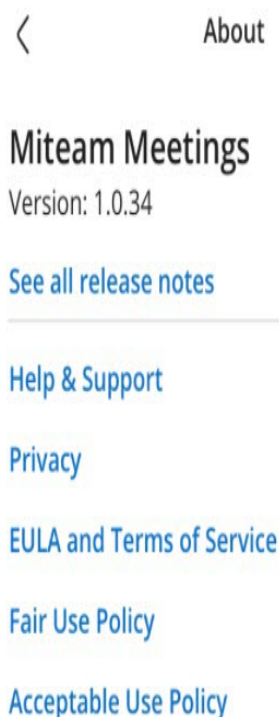 About
Miteam Meetings
Version: 1.0.34
See all release notes
Help & Support
Privacy
EULA and Terms of Service
Fair Use Policy
Acceptable Use Policy